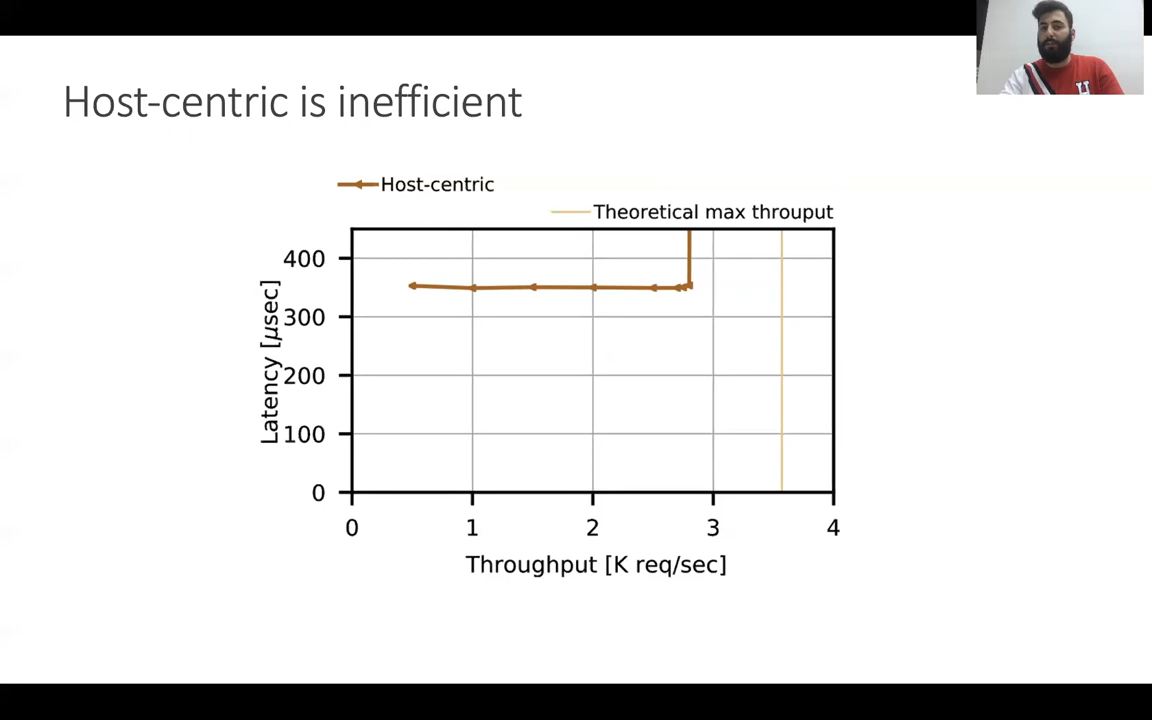 Host-centric is inefficient
Host-centric
Theoretical max throuput
400
300
200
100
0
Latency [μsec]
0 1 2 3 4
Throughput [K req/sec]
H